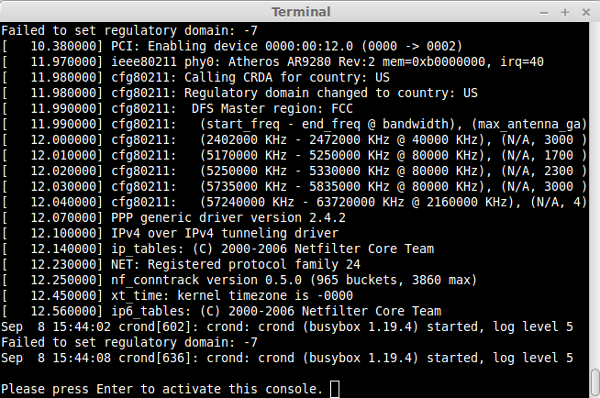 Terminal
Failed to set regulatory domain: -7
[   10.380000] PCI: Enabling device 0000:00:12.0 (0000 -> 0002)
[   11.970000] ieee80211 phy0: Atheros AR9280 Rev:2 mem=0xb0000000, irq=40
[   11.980000] cfg80211: Calling CRDA for country: US
[   11.980000] cfg80211: Regulatory domain changed to country: US
[   11.990000] cfg80211:  DFS Master region: FCC
[   11.990000] cfg80211:   (start_freq - end_freq @ bandwidth), (max_antenna_ga)
[   12.000000] cfg80211:   (2402000 KHz - 2472000 KHz @ 40000 KHz), (N/A, 3000 )
[   12.010000] cfg80211:   (5170000 KHz - 5250000 KHz @ 80000 KHz), (N/A, 1700 )
[   12.020000] cfg80211:   (5250000 KHz - 5330000 KHz @ 80000 KHz), (N/A, 2300 )
[   12.030000] cfg80211:   (5735000 KHz - 5835000 KHz @ 80000 KHz), (N/A, 3000 )
[   12.040000] cfg80211:   (57240000 KHz - 63720000 KHz @ 2160000 KHz), (N/A, 4)
[   12.070000] PPP generic driver version 2.4.2
[   12.100000] IPv4 over IPv4 tunneling driver
[   12.140000] ip_tables: (C) 2000-2006 Netfilter Core Team
[   12.230000] NET: Registered protocol family 24
[   12.250000] nf_conntrack version 0.5.0 (965 buckets, 3860 max)
[   12.450000] xt_time: kernel timezone is -0000
[   12.560000] ip6_tables: (C) 2000-2006 Netfilter Core Team
Sep  8 15:44:02 crond[602]: crond: crond (busybox 1.19.4) started, log level 5
Failed to set regulatory domain: -7
Sep  8 15:44:08 crond[636]: crond: crond (busybox 1.19.4) started, log level 5
Please press Enter to activate this console.